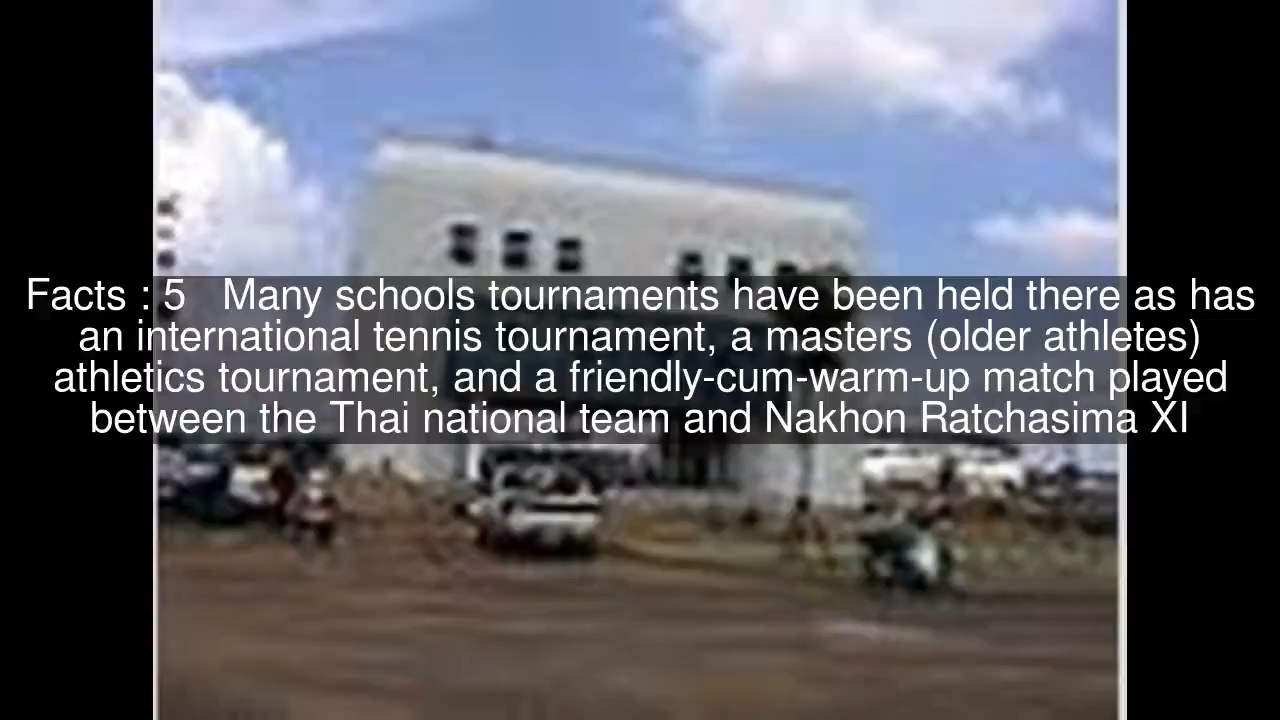 Facts : 5 Many schools tournaments have been held there as has
an international tennis tournament, a masters (older athletes)
athletics tournament, and a friendly-cum-warm-up match played
between the Thai national team and Nakhon Ratchasima XI